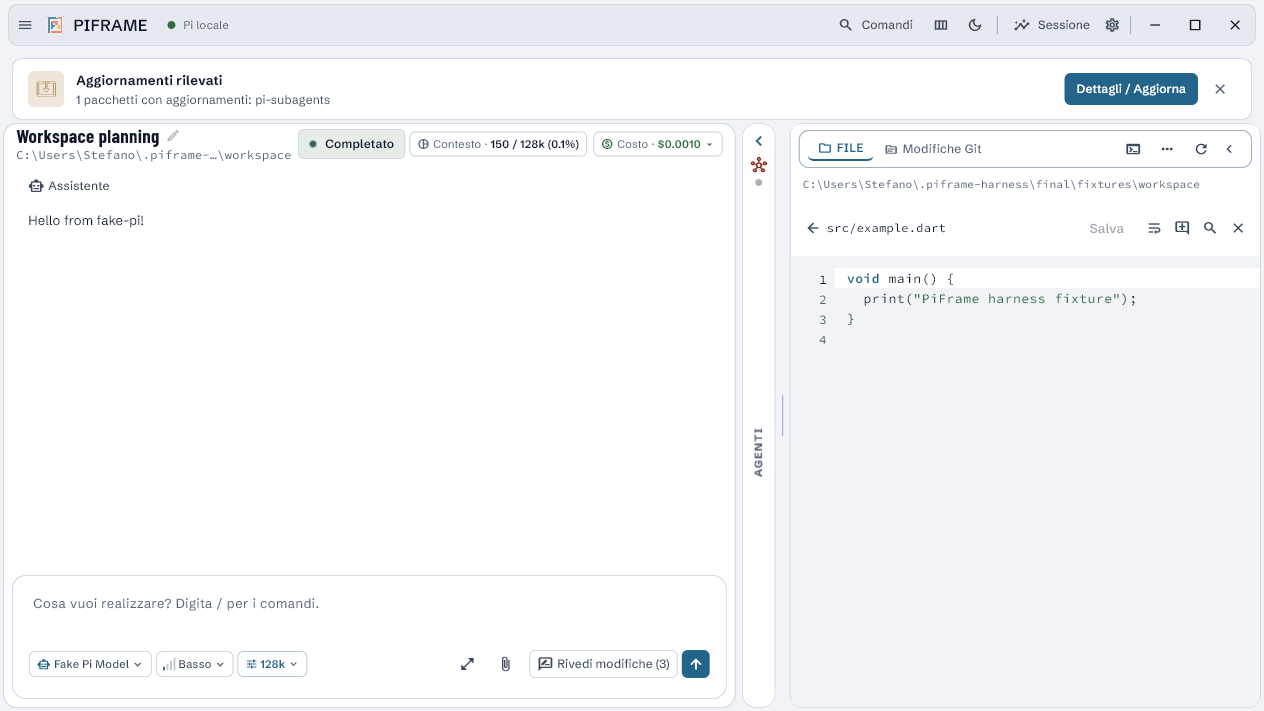 PIFRAME
Pi locale
Comandi
Sessione
Aggiornamenti rilevati
1 pacchetti con aggiornamenti: pi-subagents
Dettagli / Aggiorna
Workspace planning
C:\Users\Stefano\.piframe-…\workspace
Completato
Contesto · 150 / 128k (0.1%)
Costo · $0.0010
Assistente
Hello from fake-pi!
Cosa vuoi realizzare? Digita / per i comandi.
Fake Pi Model
Basso
128k
Rivedi modifiche (3)
AGENTI
FILE
Modifiche Git
C:\Users\Stefano\.piframe-harness\final\fixtures\workspace
src/example.dart
Salva
1 void main() {
2   print("PiFrame harness fixture");
3 }
4